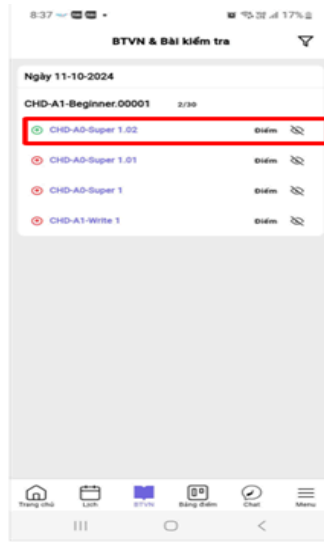 8:37
17%
BTVN & Bài kiểm tra
Ngày 11-10-2024
CHD-A1-Beginner.00001 2/30
CHD-A0-Super 1.02 Điểm
CHD-A0-Super 1.01 Điểm
CHD-A0-Super 1 Điểm
CHD-A1-Write 1 Điểm
Trang chủ Lịch BTVN Bảng điểm Chat Menu